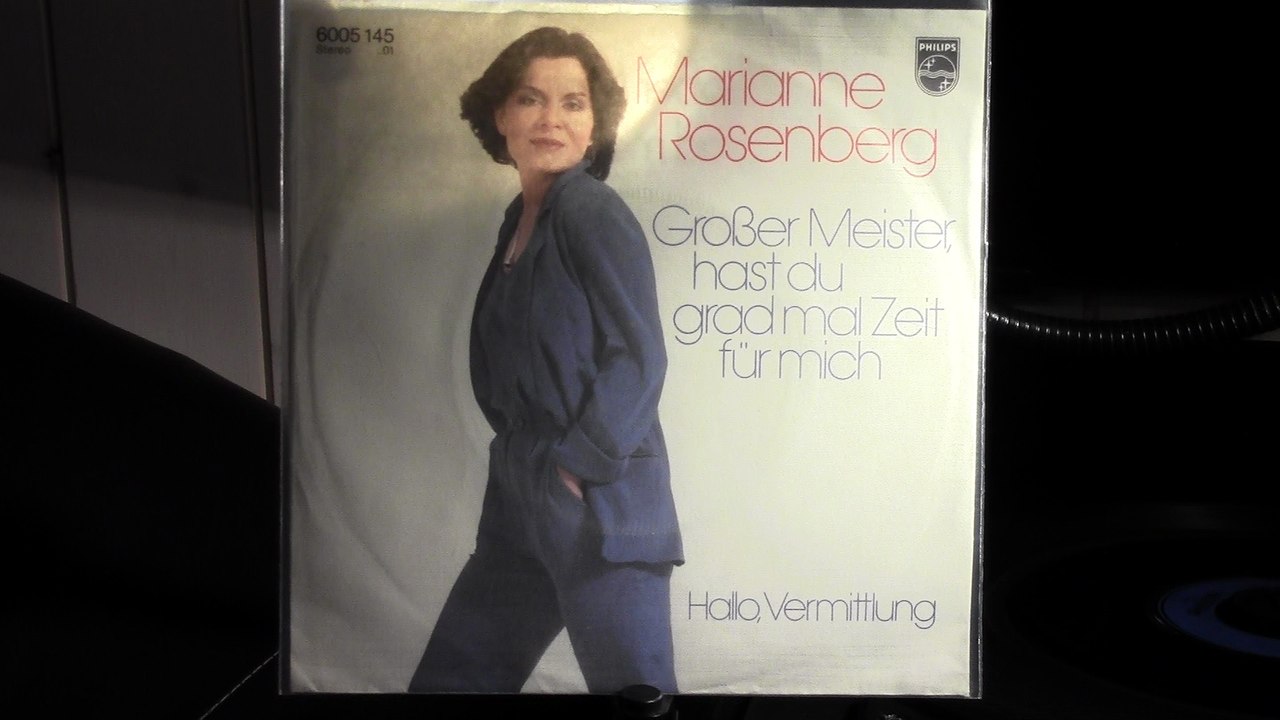 6005 145
Stereo ..01
PHILIPS
Marianne
Rosenberg
Großer Meister,
hast du
grad mal Zeit
für mich
Hallo, Vermittlung